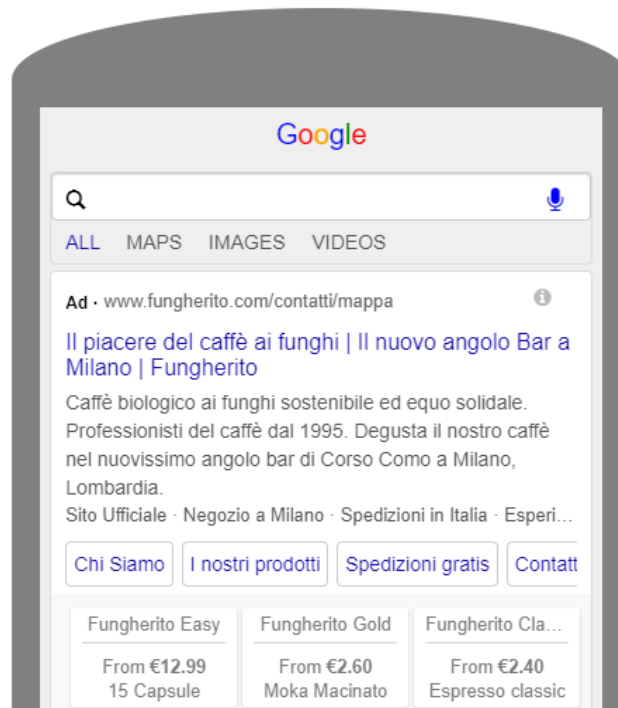 Google
ALL MAPS IMAGES VIDEOS
Ad · www.fungherito.com/contatti/mappa
Il piacere del caffè ai funghi | Il nuovo angolo Bar a
Milano | Fungherito
Caffè biologico ai funghi sostenibile ed equo solidale.
Professionisti del caffè dal 1995. Degusta il nostro caffè
nel nuovissimo angolo bar di Corso Como a Milano,
Lombardia.
Sito Ufficiale · Negozio a Milano · Spedizioni in Italia · Esperi...
Chi Siamo I nostri prodotti Spedizioni gratis Contatt
Fungherito Easy Fungherito Gold Fungherito Cla...
From €12.99 From €2.60 From €2.40
15 Capsule Moka Macinato Espresso classic